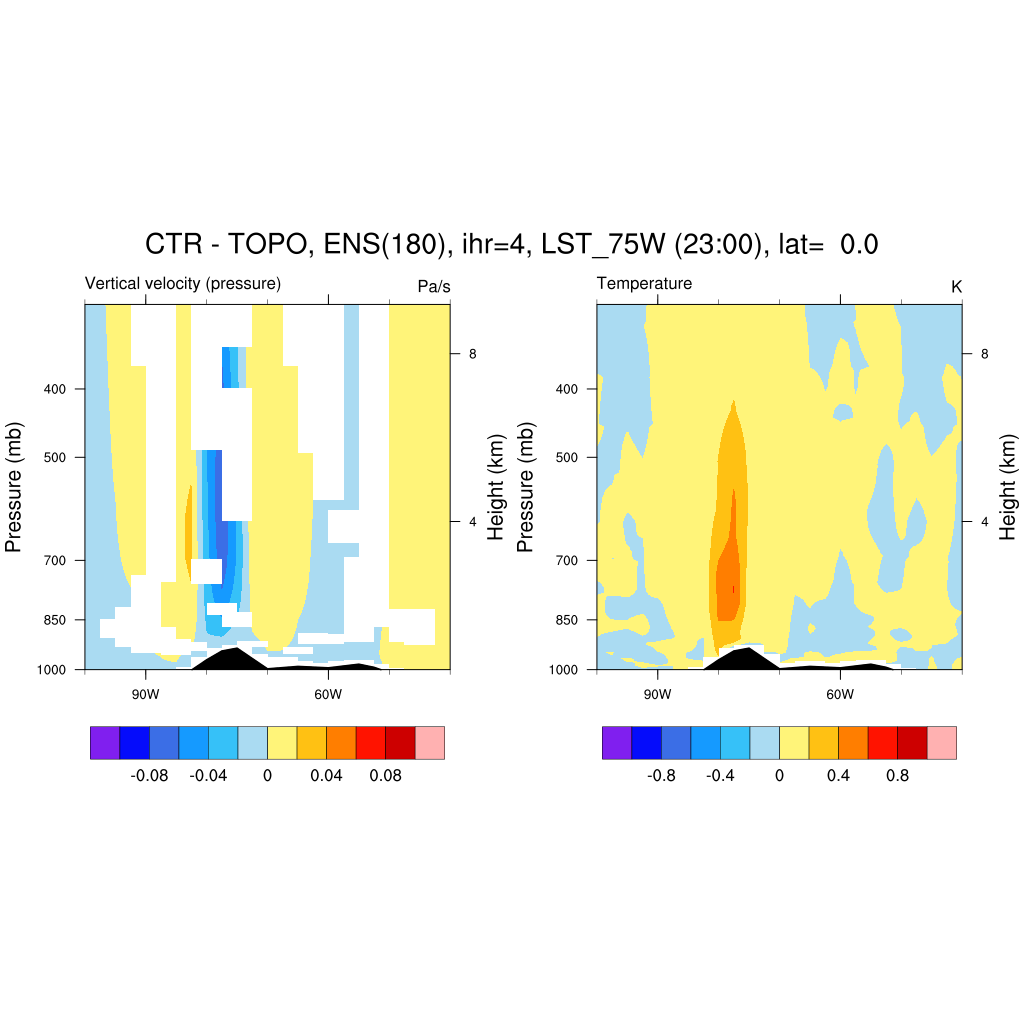 CTR - TOPO, ENS(180), ihr=4, LST_75W (23:00), lat= 0.0
Vertical velocity (pressure) Pa/s
Pressure (mb)
400
500
700
850
1000
8
4
Height (km)
90W 60W
-0.08 -0.04 0 0.04 0.08
Temperature K
Pressure (mb)
400
500
700
850
1000
8
4
Height (km)
90W 60W
-0.8 -0.4 0 0.4 0.8